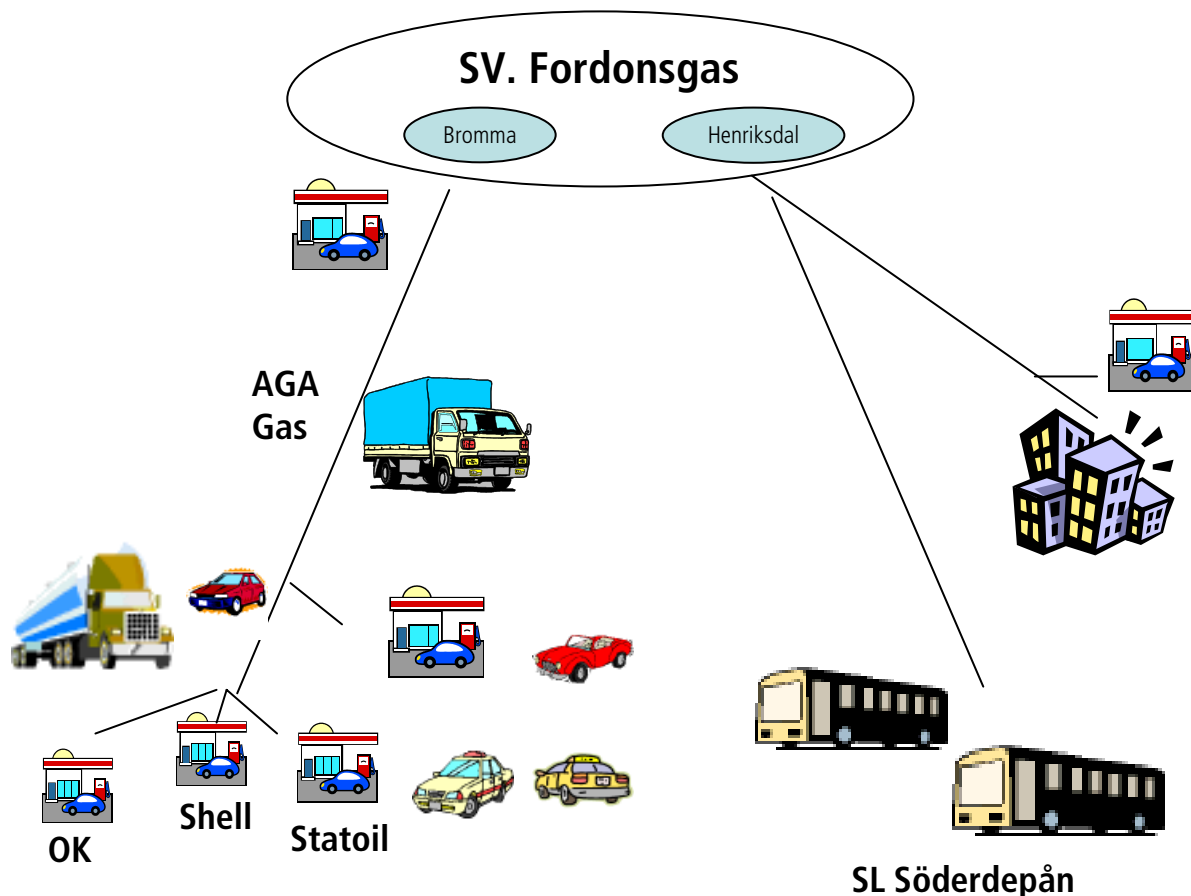 SV. Fordonsgas
Bromma
Henriksdal
AGA
Gas
OK
Shell
Statoil
SL Söderdepån